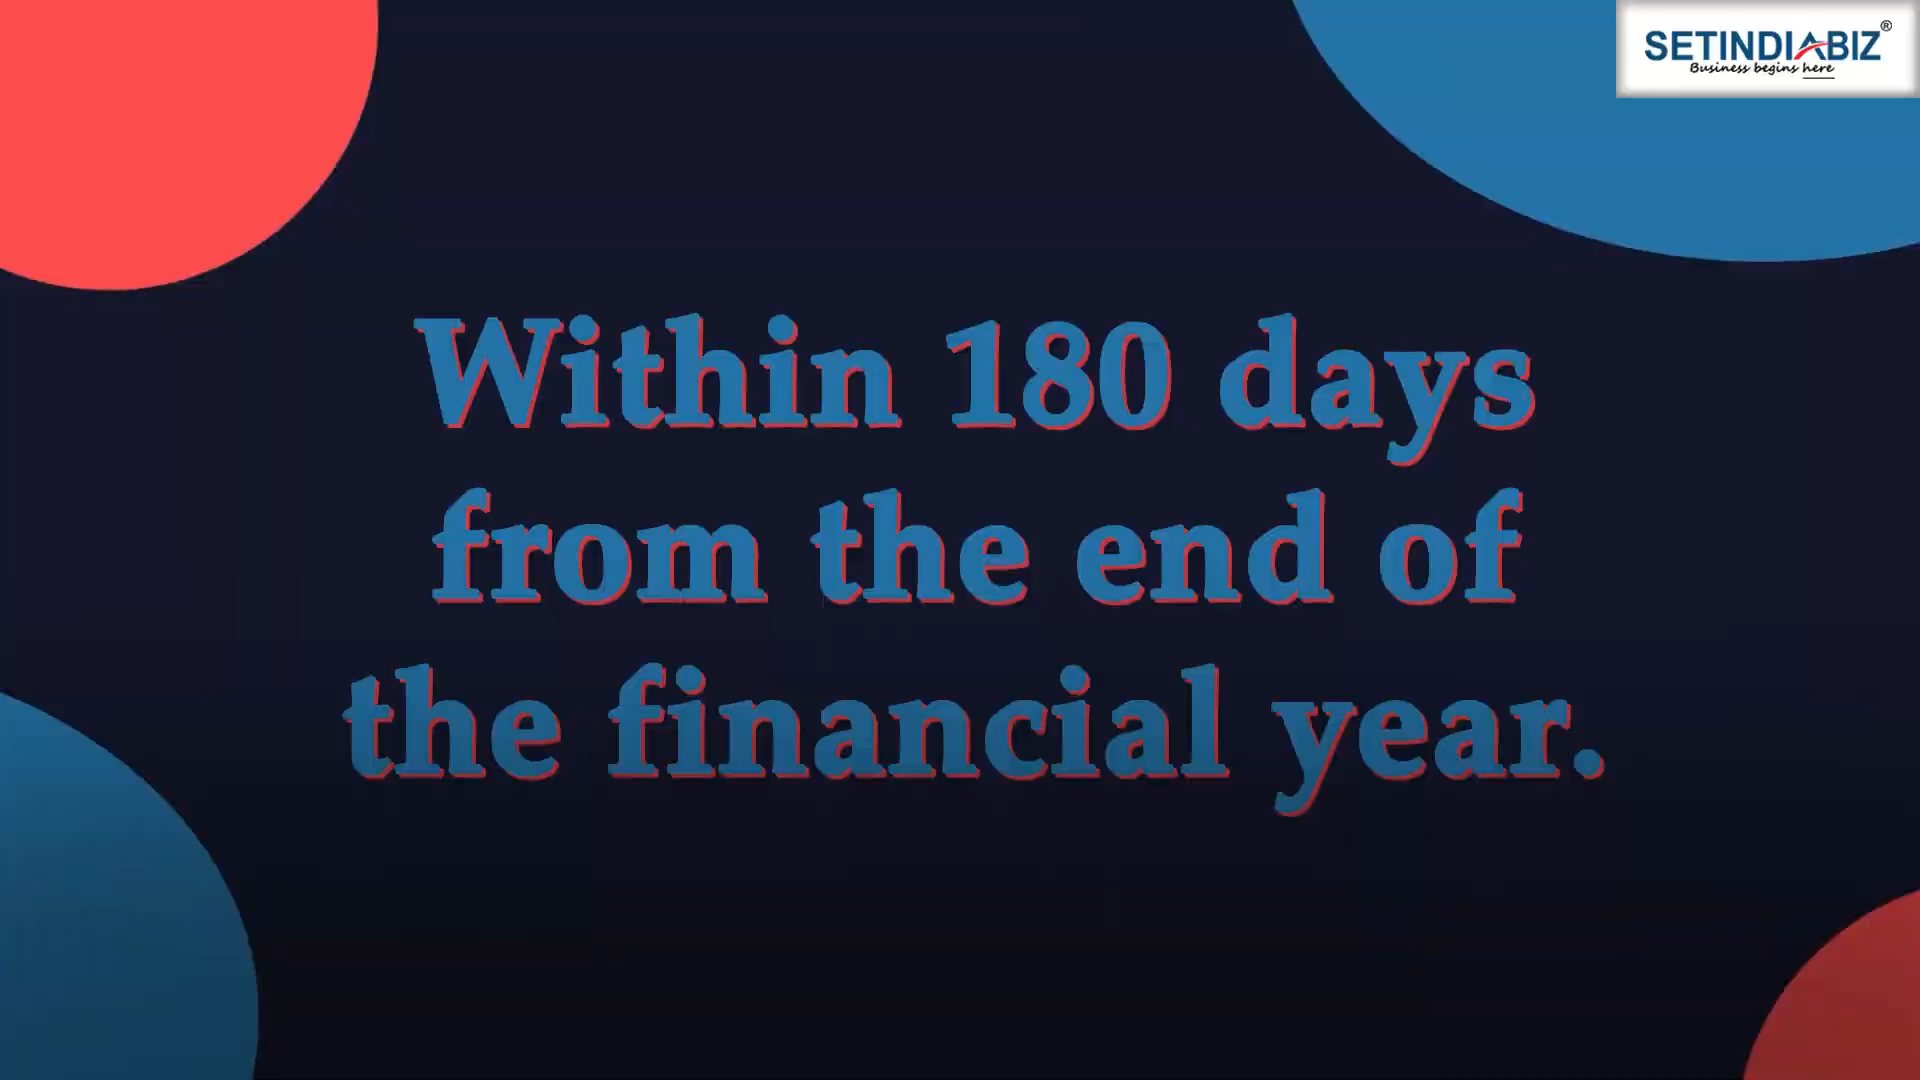 SETINDIABIZ®
Business begins here
Within 180 days
from the end of
the financial year.